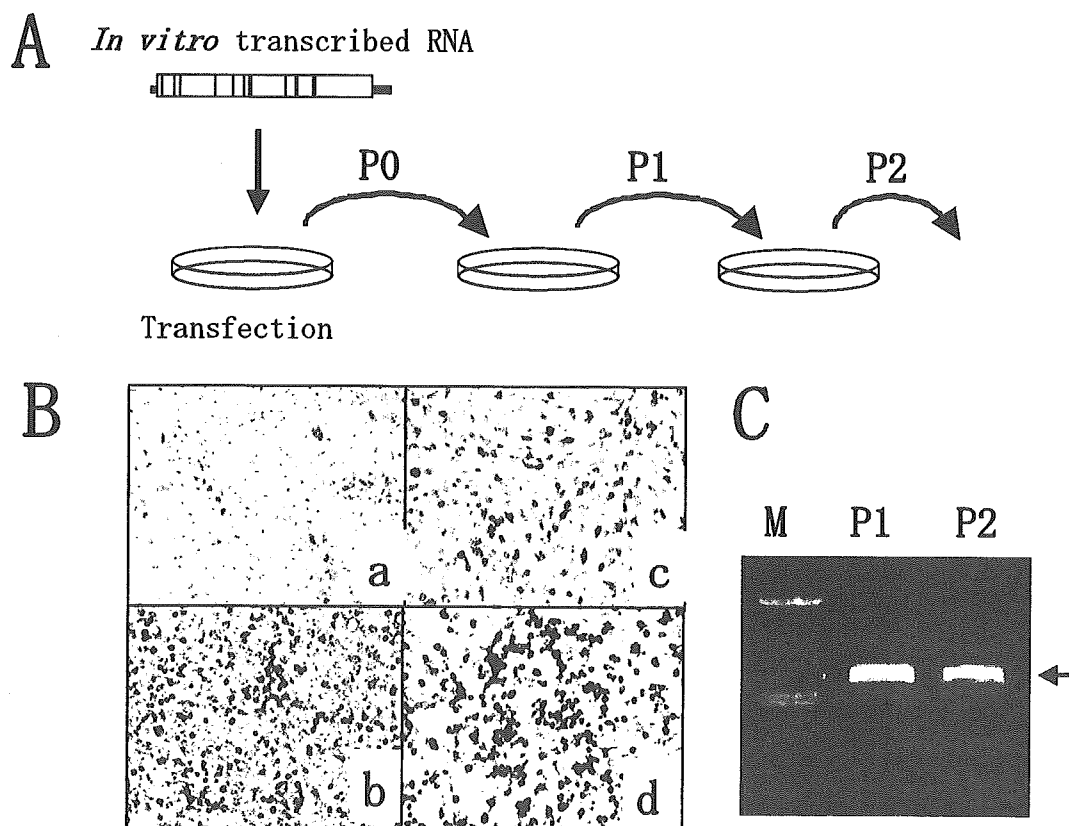 A
In vitro transcribed RNA
P0 P1 P2
Transfection
B
a c
b d
C
M P1 P2